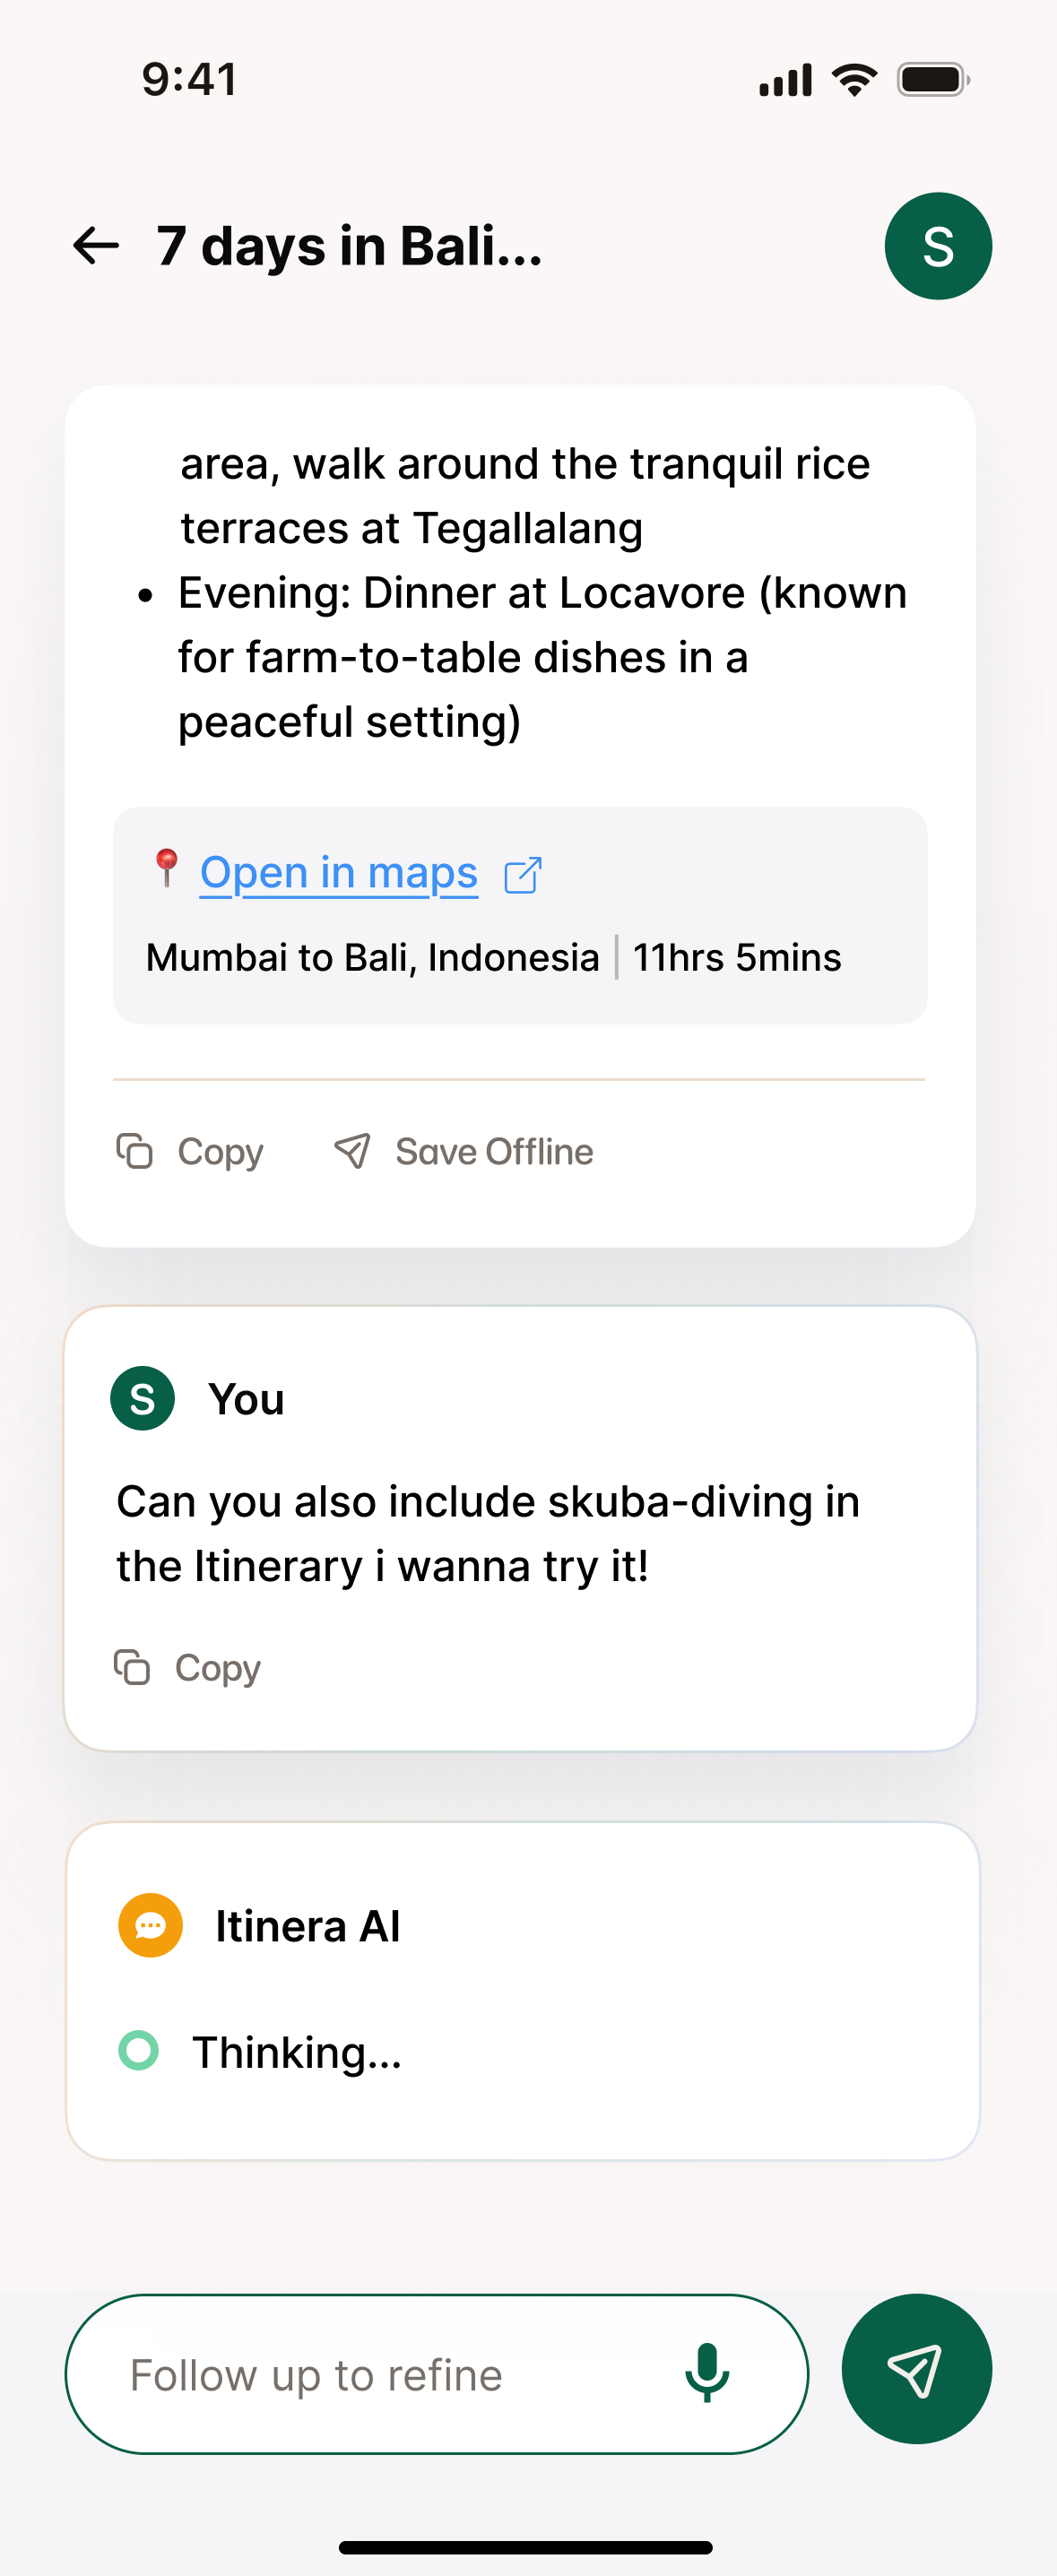 9:41
7 days in Bali...
S
area, walk around the tranquil rice
terraces at Tegallalang
• Evening: Dinner at Locavore (known
for farm-to-table dishes in a
peaceful setting)
Open in maps
Mumbai to Bali, Indonesia | 11hrs 5mins
Copy Save Offline
S You
Can you also include skuba-diving in
the Itinerary i wanna try it!
Copy
Itinera AI
Thinking...
Follow up to refine